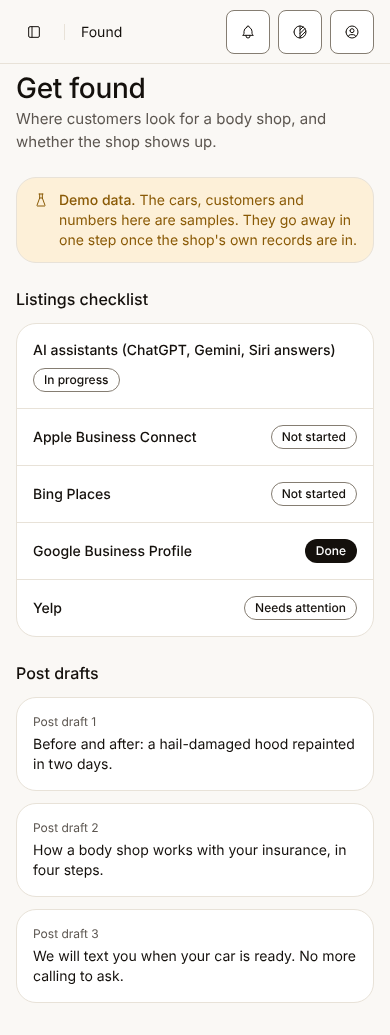 Found
Get found
Where customers look for a body shop, and
whether the shop shows up.
Demo data. The cars, customers and
numbers here are samples. They go away in
one step once the shop's own records are in.
Listings checklist
AI assistants (ChatGPT, Gemini, Siri answers)
In progress
Apple Business Connect
Not started
Bing Places
Not started
Google Business Profile
Done
Yelp
Needs attention
Post drafts
Post draft 1
Before and after: a hail-damaged hood repainted
in two days.
Post draft 2
How a body shop works with your insurance, in
four steps.
Post draft 3
We will text you when your car is ready. No more
calling to ask.